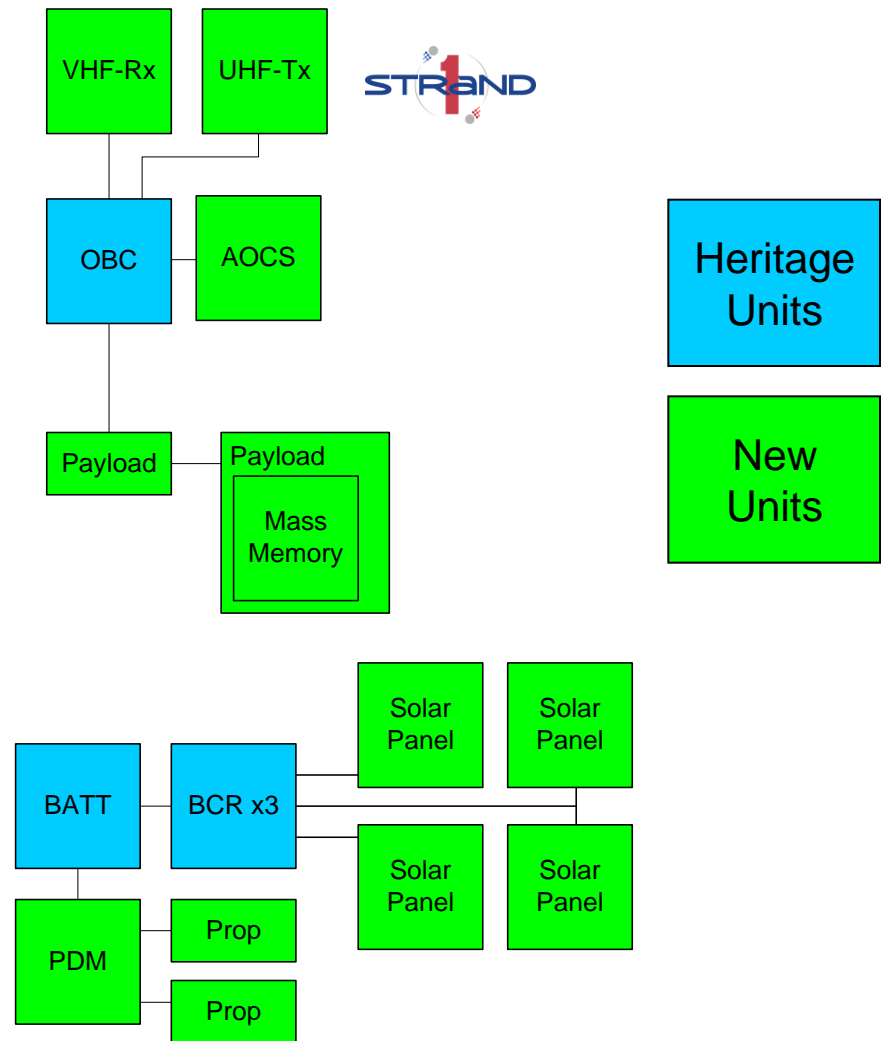 VHF-Rx
UHF-Tx
STRaND
1
OBC
AOCS
Heritage
Units
Payload
Payload
Mass
Memory
New
Units
Solar
Panel
Solar
Panel
BATT
BCR x3
Solar
Panel
Solar
Panel
PDM
Prop
Prop